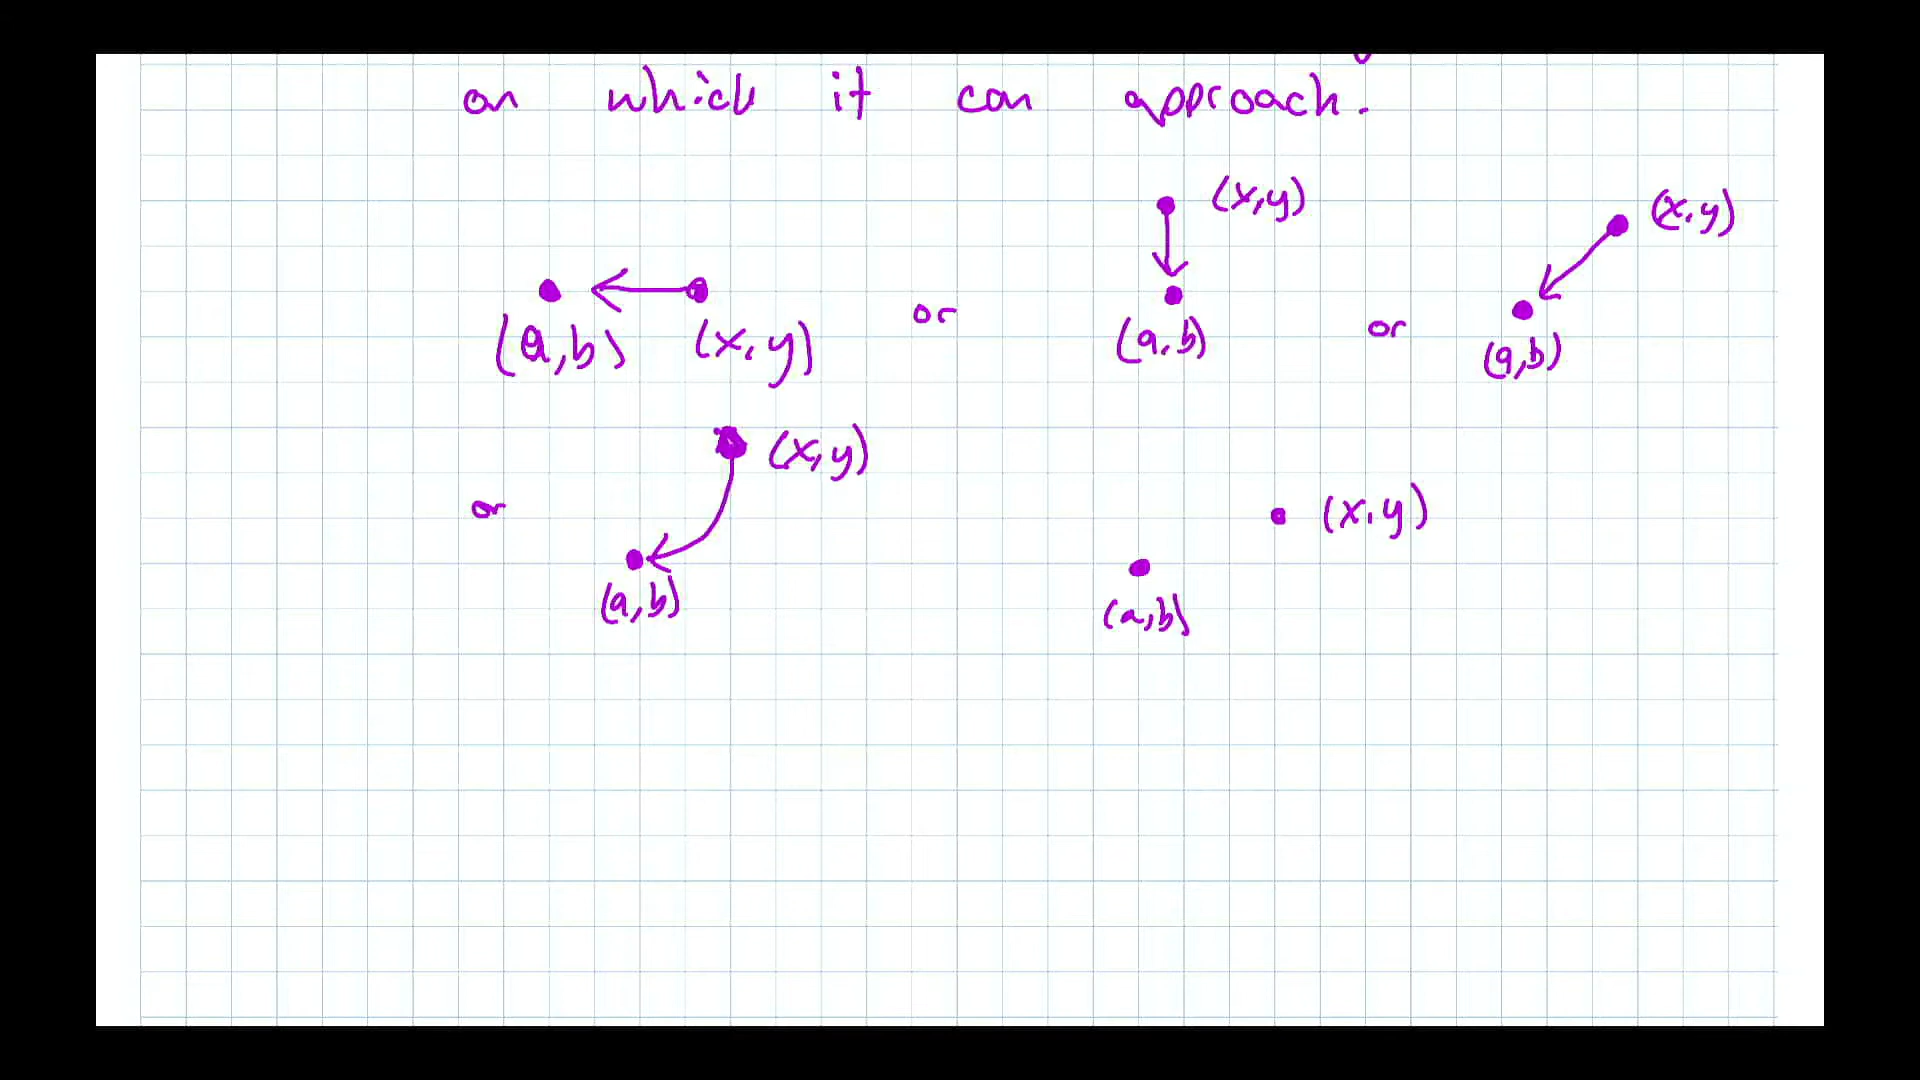 on which it can approach.
(x,y) (x,y)
or
(a,b) (x,y) (a,b) or (a,b)
(x,y)
or (x,y)
(a,b) (a,b)